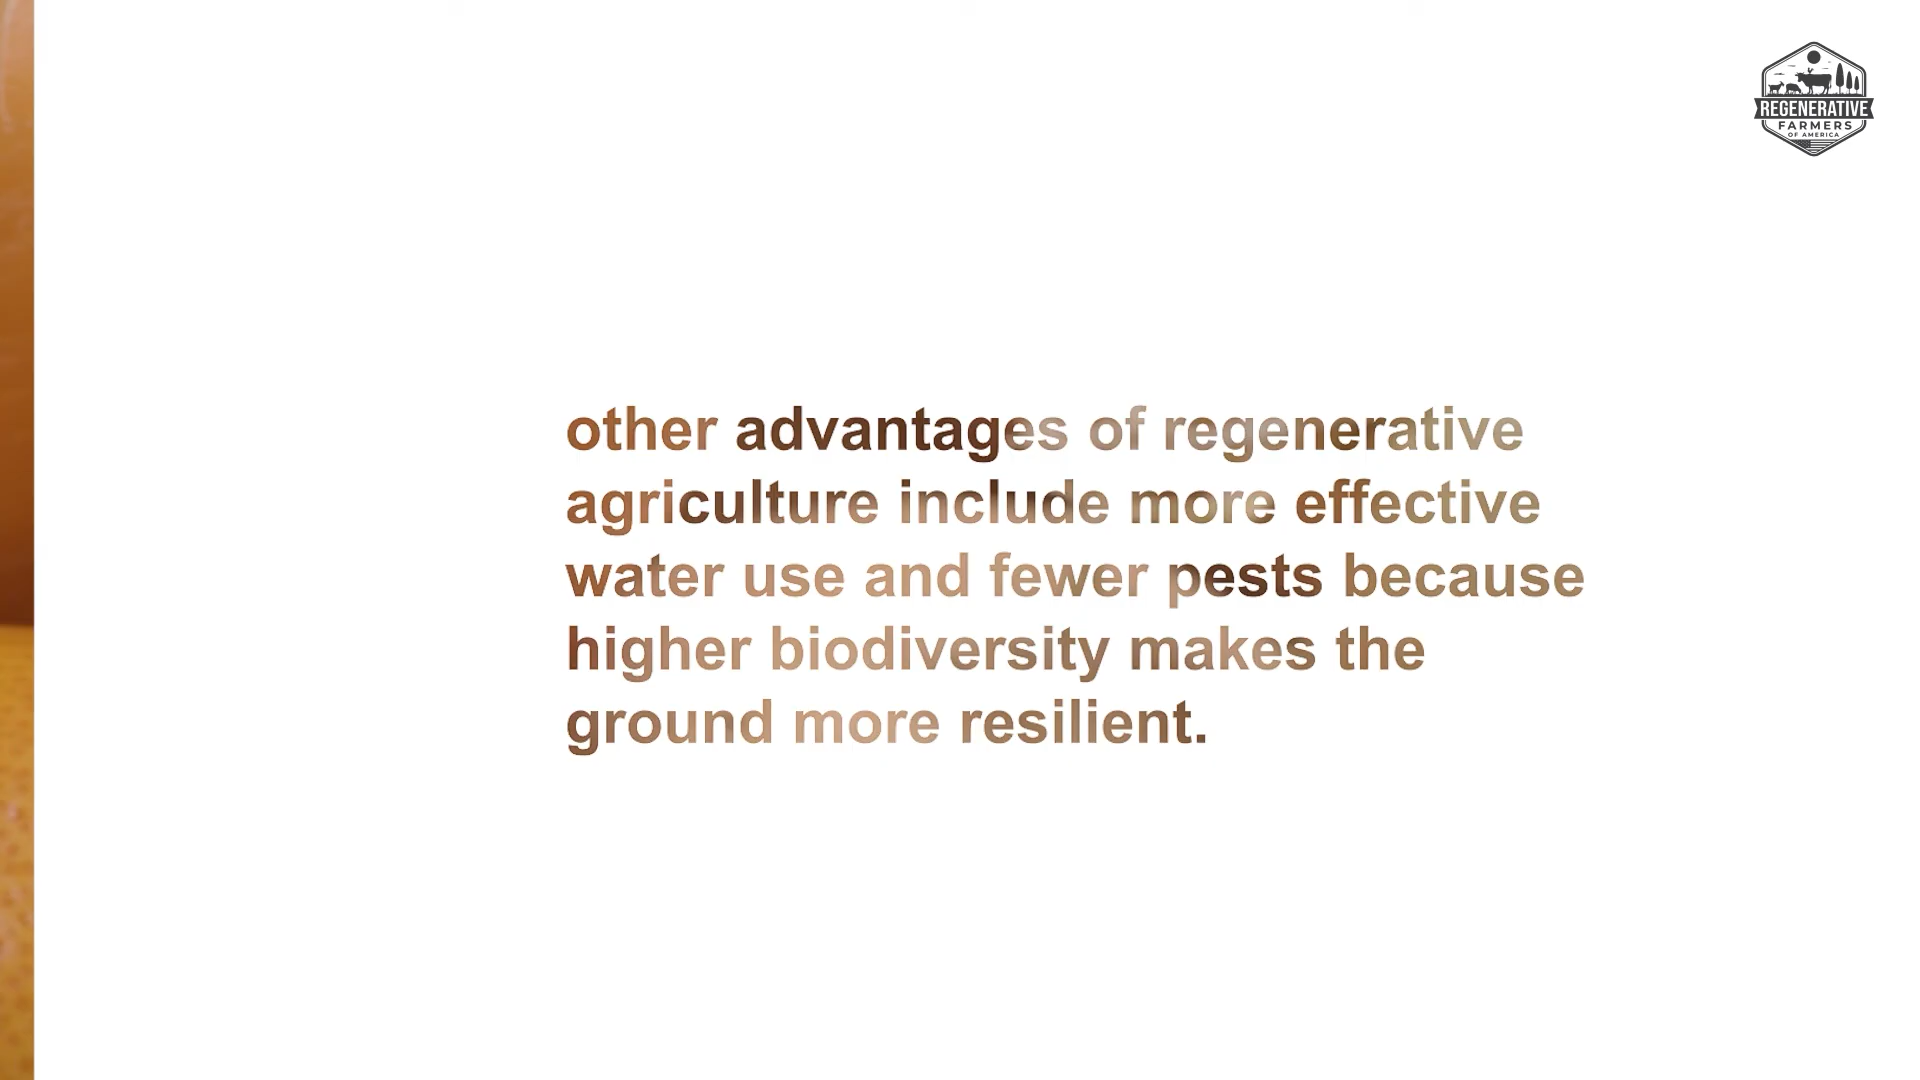 REGENERATIVE
FARMERS
OF AMERICA
other advantages of regenerative
agriculture include more effective
water use and fewer pests because
higher biodiversity makes the
ground more resilient.